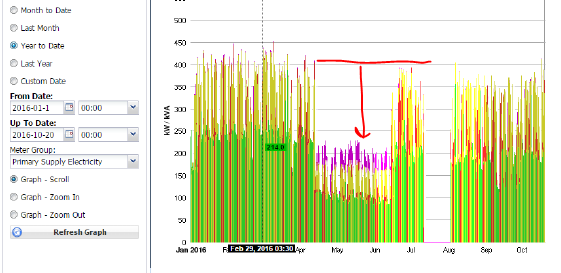 Month to Date
Last Month
Year to Date
Last Year
Custom Date
From Date:
2016-01-1 00:00
Up To Date:
2016-10-20 00:00
Meter Group:
Primary Supply Electricity
Graph - Scroll
Graph - Zoom In
Graph - Zoom Out
Refresh Graph
kW / kVA
500
450
400
350
300
250
200
150
100
50
0
234.0
Jan 2016 F Feb 29, 2016 03:30 Apr May Jun Jul Aug Sep Oct